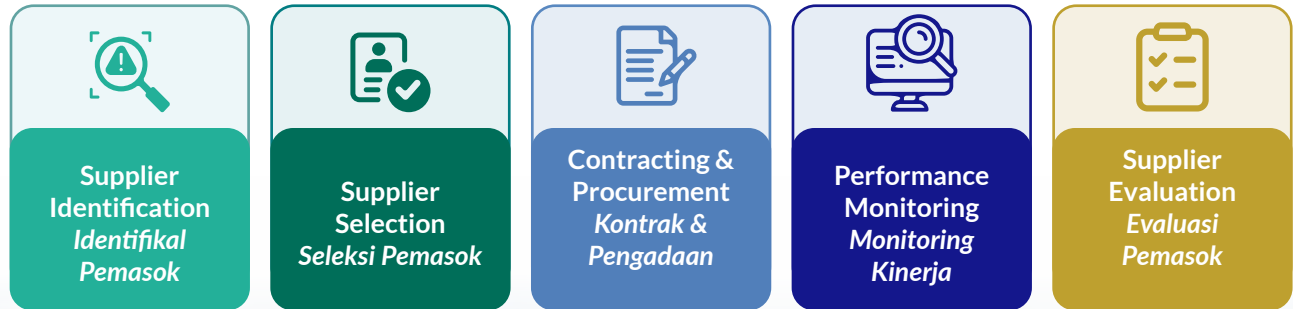 Supplier
Identification
Identifikal
Pemasok
Supplier
Selection
Seleksi Pemasok
Contracting &
Procurement
Kontrak &
Pengadaan
Performance
Monitoring
Monitoring
Kinerja
Supplier
Evaluation
Evaluasi
Pemasok